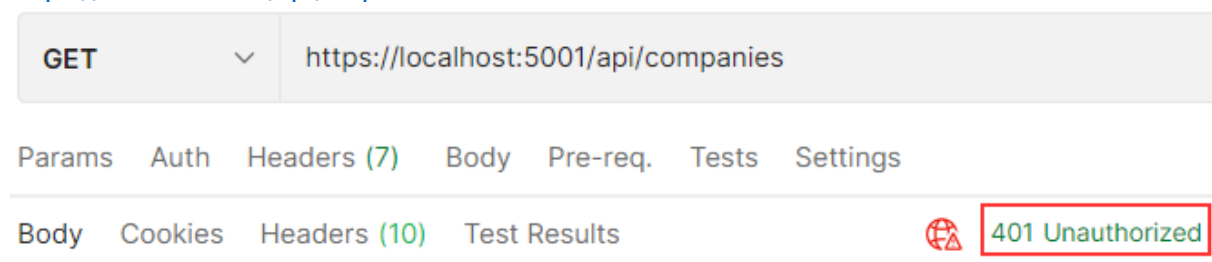 GET https://localhost:5001/api/companies
Params Auth Headers (7) Body Pre-req. Tests Settings
Body Cookies Headers (10) Test Results 401 Unauthorized